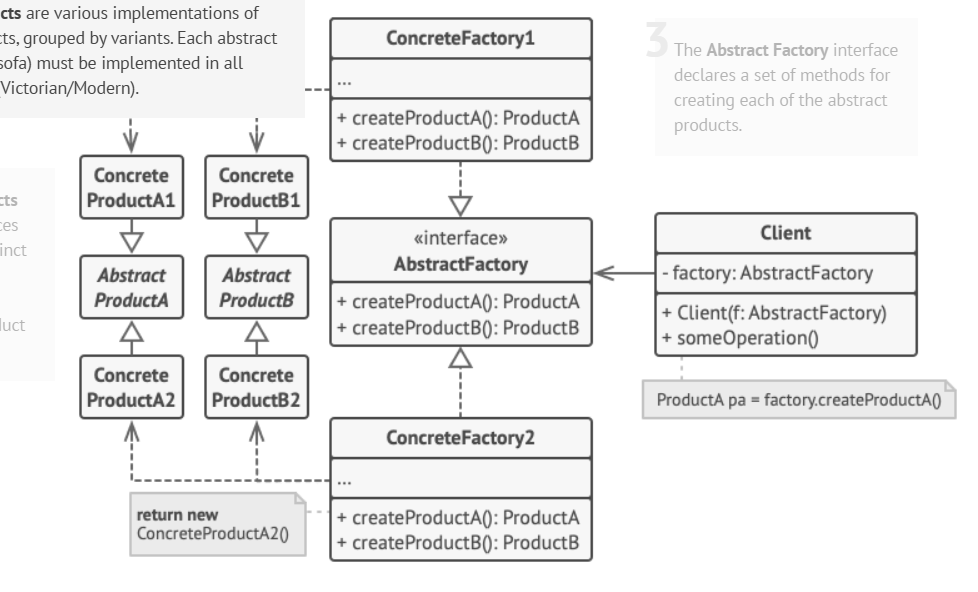 cts are various implementations of
cts, grouped by variants. Each abstract
sofa) must be implemented in all
(Victorian/Modern).
ConcreteFactory1
...
+ createProductA(): ProductA
+ createProductB(): ProductB
3
The Abstract Factory interface
declares a set of methods for
creating each of the abstract
products.
Concrete
ProductA1
Concrete
ProductB1
cts
ces
inct
duct
Abstract
ProductA
Abstract
ProductB
«interface»
AbstractFactory
+ createProductA(): ProductA
+ createProductB(): ProductB
Client
- factory: AbstractFactory
+ Client(f: AbstractFactory)
+ someOperation()
ProductA pa = factory.createProductA()
Concrete
ProductA2
Concrete
ProductB2
ConcreteFactory2
...
+ createProductA(): ProductA
+ createProductB(): ProductB
return new
ConcreteProductA2()